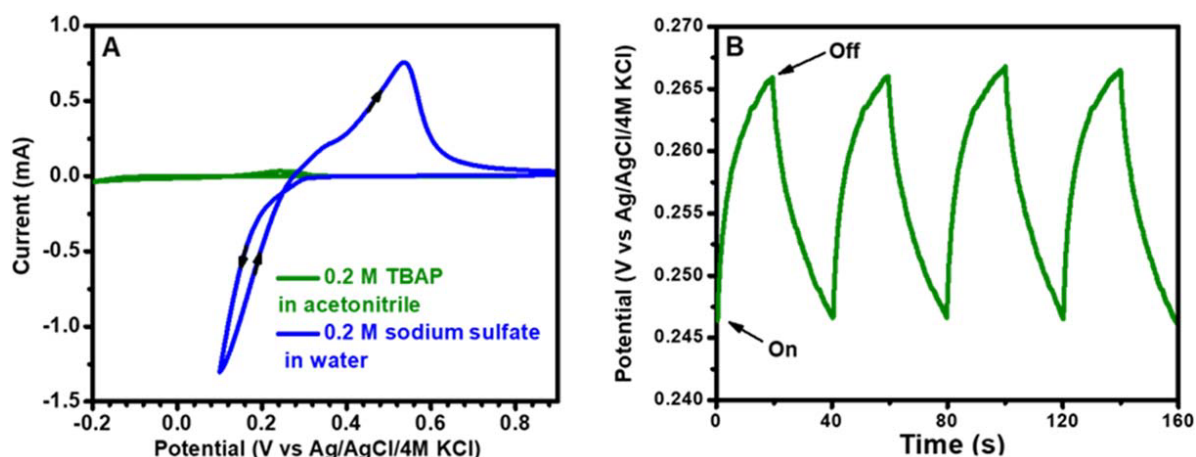 A
1.0
0.5
0.0
-0.5
-1.0
-1.5
Current (mA)
0.2 M TBAP
in acetonitrile
0.2 M sodium sulfate
in water
-0.2 0.0 0.2 0.4 0.6 0.8
Potential (V vs Ag/AgCl/4M KCl)
B
0.270
0.265
0.260
0.255
0.250
0.245
0.240
Potential (V vs Ag/AgCl/4M KCl)
Off
On
0 40 80 120 160
Time (s)